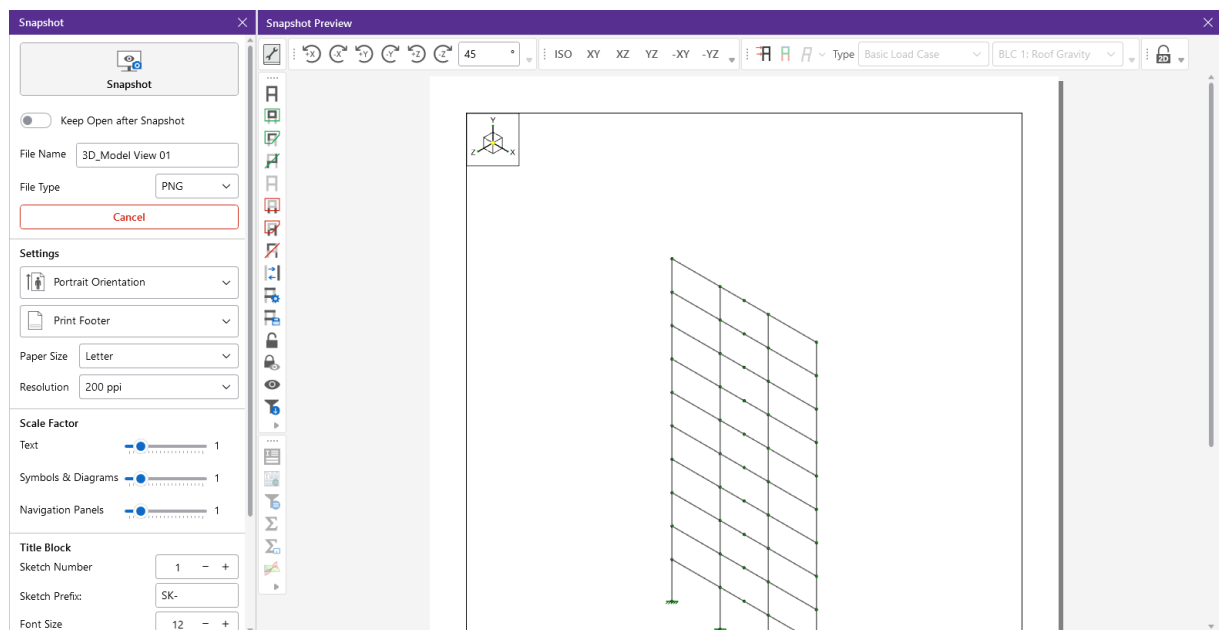 Snapshot
Snapshot Preview
+X -X +Y -Y +Z -Z 45 °
ISO XY XZ YZ -XY -YZ
Type Basic Load Case BLC 1: Roof Gravity
2D
Snapshot
Keep Open after Snapshot
File Name 3D_Model View 01
File Type PNG
Cancel
Settings
Portrait Orientation
Print Footer
Paper Size Letter
Resolution 200 ppi
Scale Factor
Text 1
Symbols & Diagrams 1
Navigation Panels 1
Title Block
Sketch Number 1 - +
Sketch Prefix: SK-
Font Size 12 - +
Y
Z X